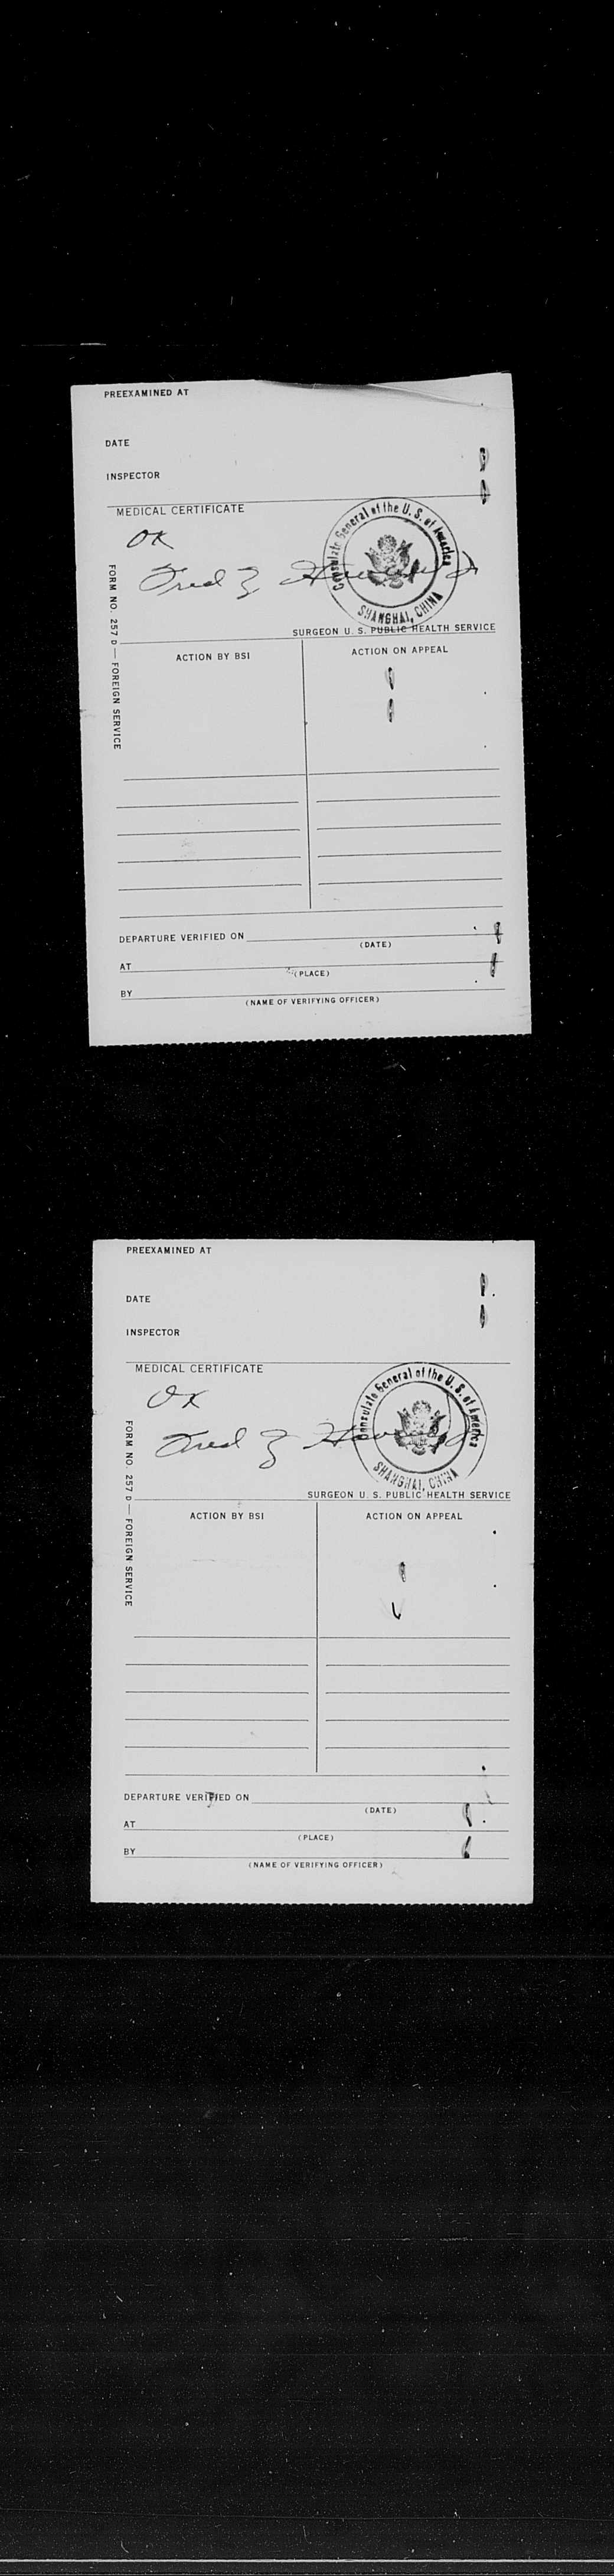 PREEXAMINED AT
DATE
INSPECTOR
MEDICAL CERTIFICATE
OK
Consulate General of the U. S. of America
Fred
SHANGHAI, CHINA
SURGEON U. S. PUBLIC HEALTH SERVICE
FORM NO. 257 D — FOREIGN SERVICE
ACTION BY BSI ACTION ON APPEAL
DEPARTURE VERIFIED ON
(DATE)
AT
(PLACE)
BY
(NAME OF VERIFYING OFFICER)
PREEXAMINED AT
DATE
INSPECTOR
MEDICAL CERTIFICATE
OK
Consulate General of the U. S. of America
Fred
SHANGHAI, CHINA
SURGEON U. S. PUBLIC HEALTH SERVICE
FORM NO. 257 D — FOREIGN SERVICE
ACTION BY BSI ACTION ON APPEAL
DEPARTURE VERIFIED ON
(DATE)
AT
(PLACE)
BY
(NAME OF VERIFYING OFFICER)